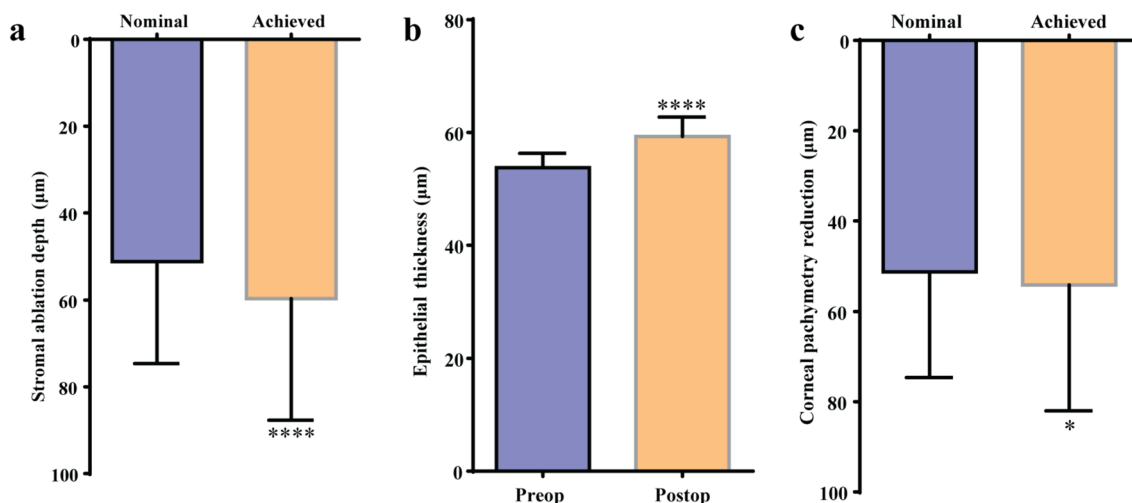 a
Nominal
Achieved
Stromal ablation depth (μm)
0
20
40
60
80
100
****
b
Epithelial thickness (μm)
80
60
40
20
0
****
Preop
Postop
c
Nominal
Achieved
Corneal pachymetry reduction (μm)
0
20
40
60
80
100
*